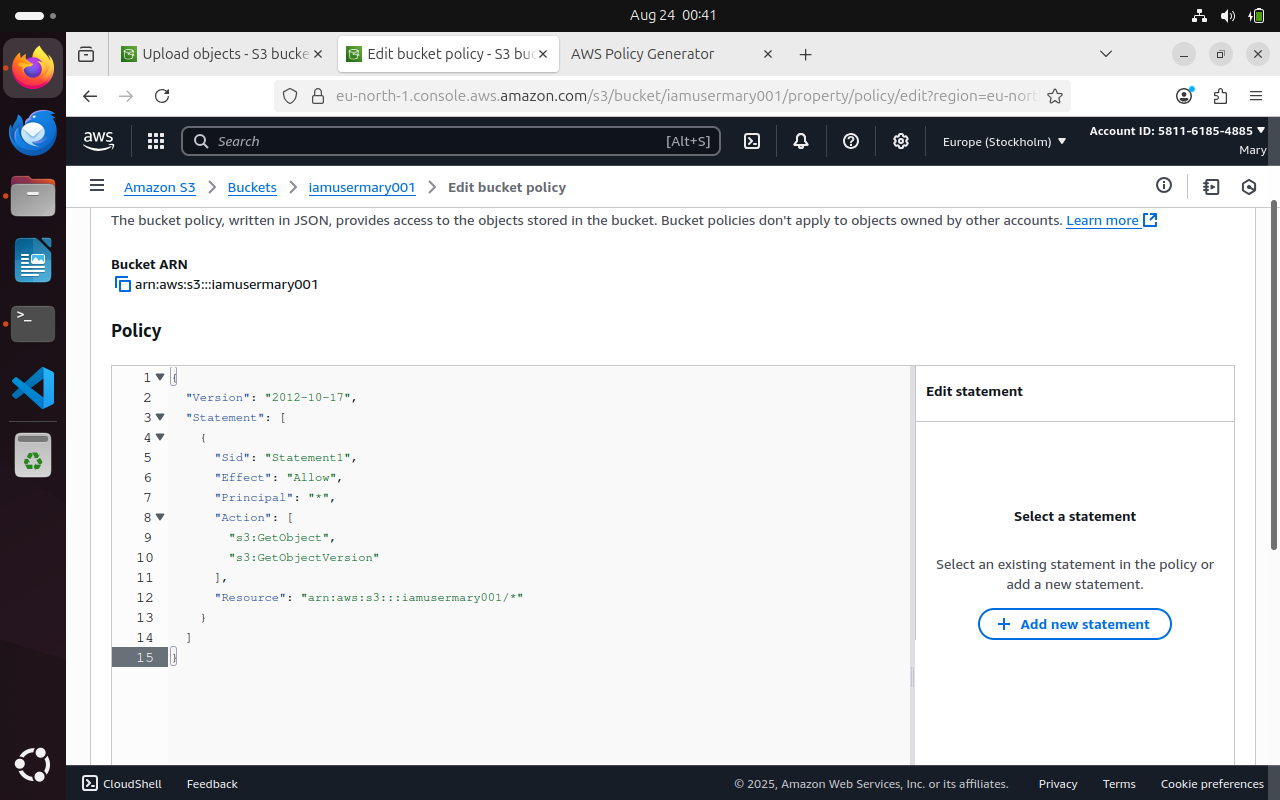 Aug 24 00:41
Upload objects - S3 bucke
Edit bucket policy - S3 bu
AWS Policy Generator
eu-north-1.console.aws.amazon.com/s3/bucket/iamusermary001/property/policy/edit?region=eu-nort
aws
Search
[Alt+S]
Europe (Stockholm)
Account ID: 5811-6185-4885
Mary
Amazon S3
Buckets
iamusermary001
Edit bucket policy
The bucket policy, written in JSON, provides access to the objects stored in the bucket. Bucket policies don't apply to objects owned by other accounts. Learn more
Bucket ARN
arn:aws:s3:::iamusermary001
Policy
1 {
2 "Version": "2012-10-17",
3 "Statement": [
4 {
5 "Sid": "Statement1",
6 "Effect": "Allow",
7 "Principal": "*",
8 "Action": [
9 "s3:GetObject",
10 "s3:GetObjectVersion"
11 ],
12 "Resource": "arn:aws:s3:::iamusermary001/*"
13 }
14 ]
15 }
Edit statement
Select a statement
Select an existing statement in the policy or
add a new statement.
+ Add new statement
CloudShell
Feedback
© 2025, Amazon Web Services, Inc. or its affiliates.
Privacy
Terms
Cookie preferences